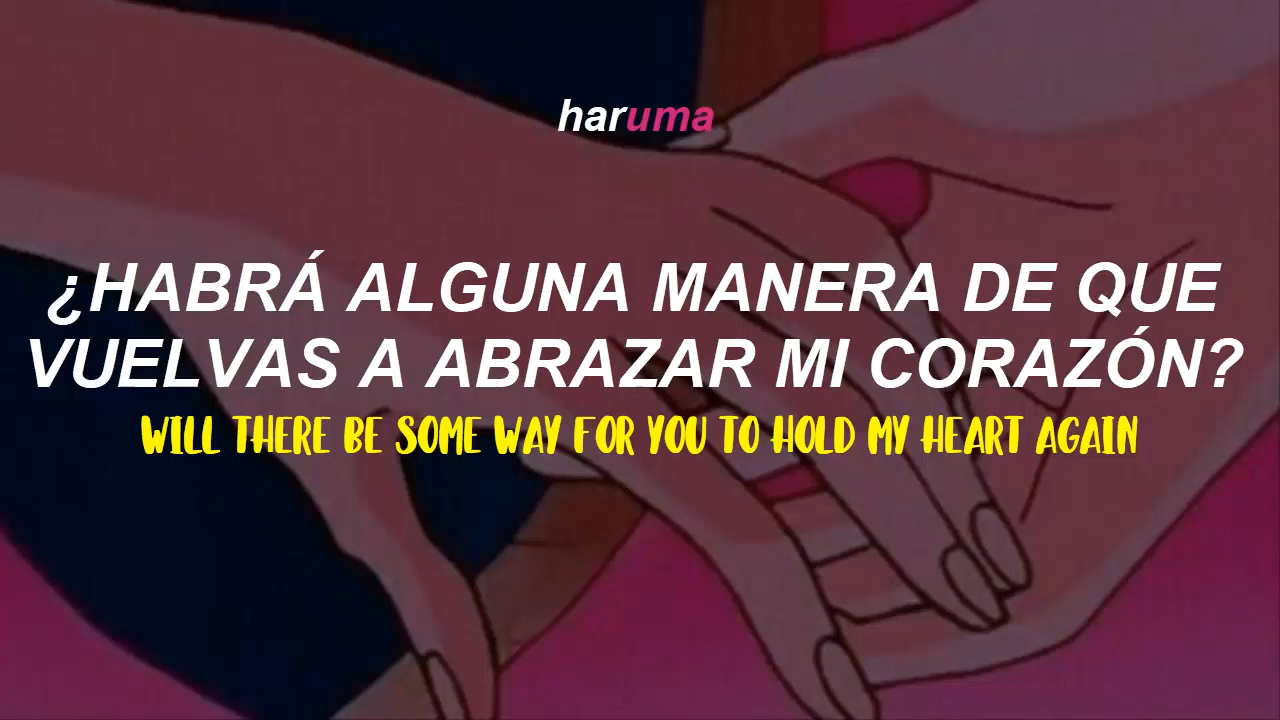 haruma
¿HABRÁ ALGUNA MANERA DE QUE
VUELVAS A ABRAZAR MI CORAZÓN?
WILL THERE BE SOME WAY FOR YOU TO HOLD MY HEART AGAIN